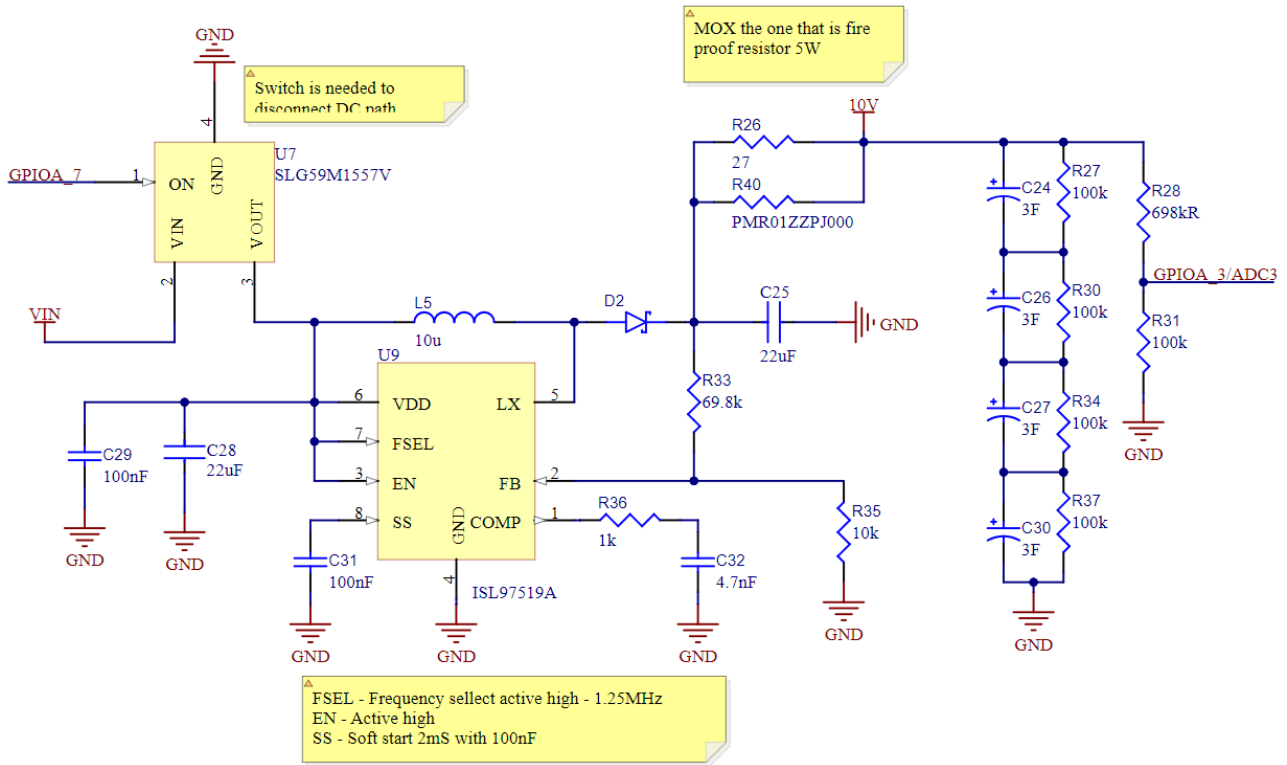 GND
Switch is needed to
disconnect DC path
MOX the one that is fire
proof resistor 5W
4
U7
SLG59M1557V
GPIOA_7
1
ON
GND
VIN
VOUT
2
3
VIN
10V
R26
27
R40
PMR01ZZPJ000
C24
3F
R27
100k
R28
698kR
GPIOA_3/ADC3
C26
3F
R30
100k
R31
100k
GND
L5
10u
D2
C25
22uF
GND
U9
6
VDD
LX
5
7
FSEL
3
EN
FB
2
8
SS
GND
COMP
1
4
ISL97519A
R33
69.8k
C27
3F
R34
100k
C29
100nF
C28
22uF
GND
GND
R36
1k
R35
10k
C30
3F
R37
100k
C31
100nF
C32
4.7nF
GND
GND
GND
GND
GND
FSEL - Frequency sellect active high - 1.25MHz
EN - Active high
SS - Soft start 2mS with 100nF